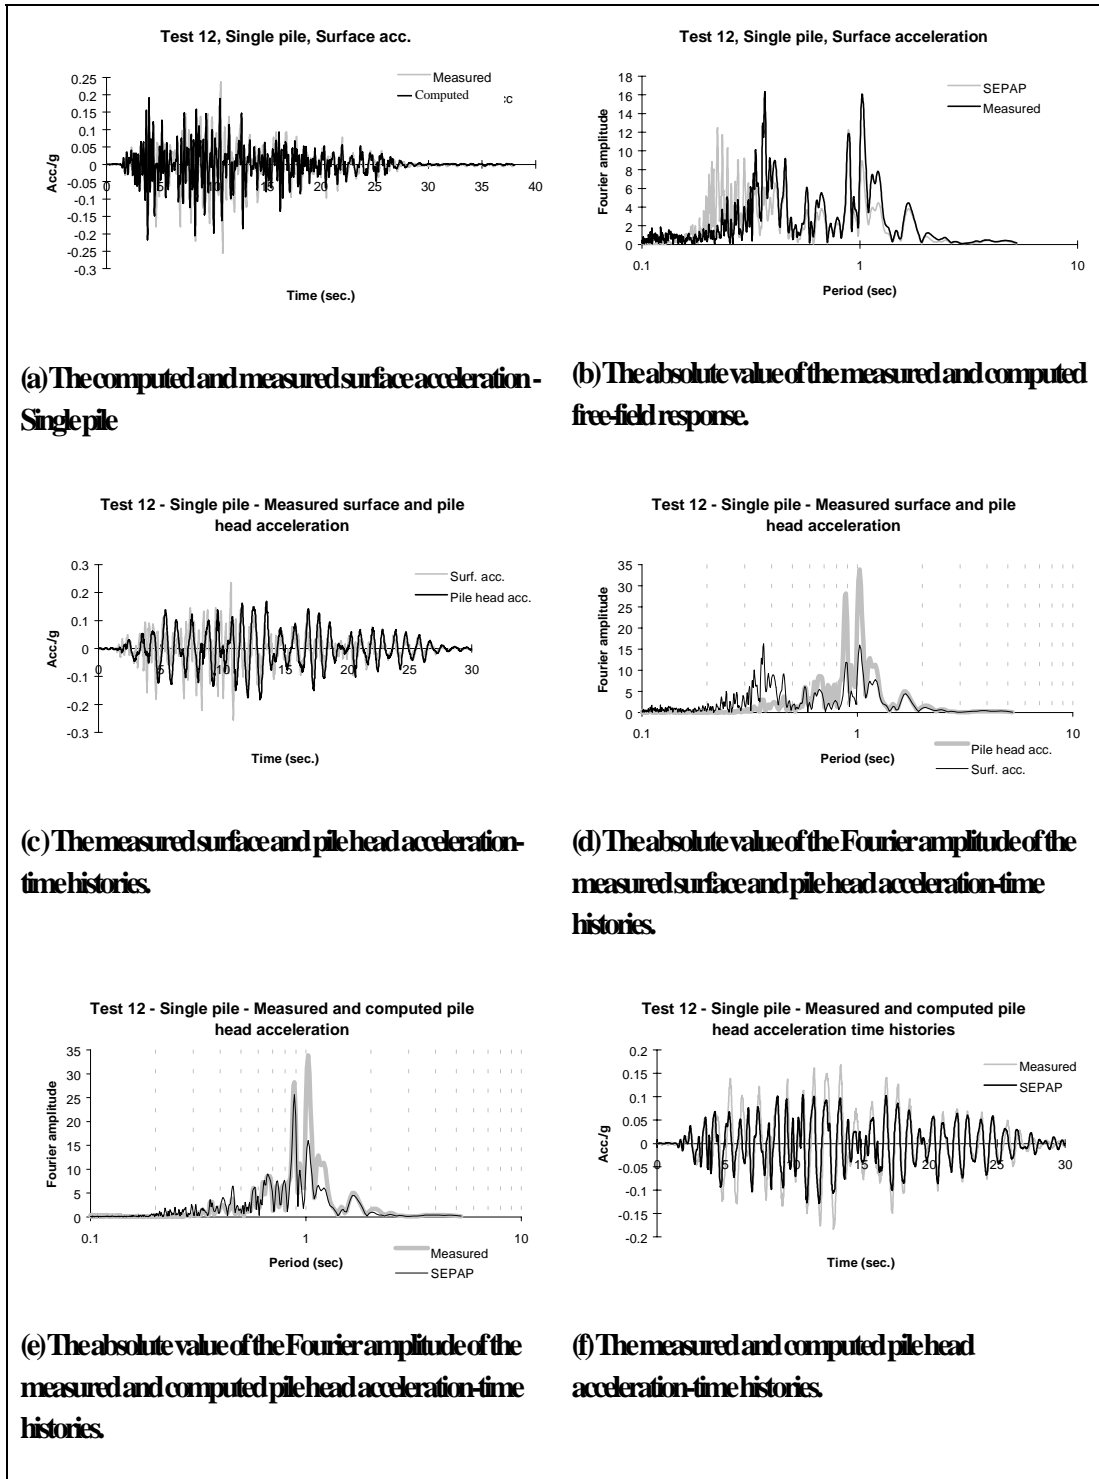 Test 12, Single pile, Surface acc.
0.25
0.2
0.15
0.1
0.05
0
-0.05
-0.1
-0.15
-0.2
-0.25
-0.3
Acc./g
0 5 10 15 20 25 30 35 40
Time (sec.)
Measured
Computed
Test 12, Single pile, Surface acceleration
18
16
14
12
10
8
6
4
2
0
Fourier amplitude
0.1 1 10
Period (sec)
SEPAP
Measured
(a) The computed and measured surface acceleration -
Single pile
(b) The absolute value of the measured and computed
free-field response.
Test 12 - Single pile - Measured surface and pile
head acceleration
0.3
0.2
0.1
0
-0.1
-0.2
-0.3
Acc./g
0 5 10 15 20 25 30
Time (sec.)
Surf. acc.
Pile head acc.
Test 12 - Single pile - Measured surface and pile
head acceleration
35
30
25
20
15
10
5
0
Fourier amplitude
0.1 1 10
Period (sec)
Pile head acc.
Surf. acc.
(c) The measured surface and pile head acceleration-
time histories.
(d) The absolute value of the Fourier amplitude of the
measured surface and pile head acceleration-time
histories.
Test 12 - Single pile - Measured and computed pile
head acceleration
35
30
25
20
15
10
5
0
Fourier amplitude
0.1 1 10
Period (sec)
Measured
SEPAP
Test 12 - Single pile - Measured and computed pile
head acceleration time histories
0.2
0.15
0.1
0.05
0
-0.05
-0.1
-0.15
-0.2
Acc./g
0 5 10 15 20 25 30
Time (sec.)
Measured
SEPAP
(e) The absolute value of the Fourier amplitude of the
measured and computed pile head acceleration-time
histories.
(f) The measured and computed pile head
acceleration-time histories.